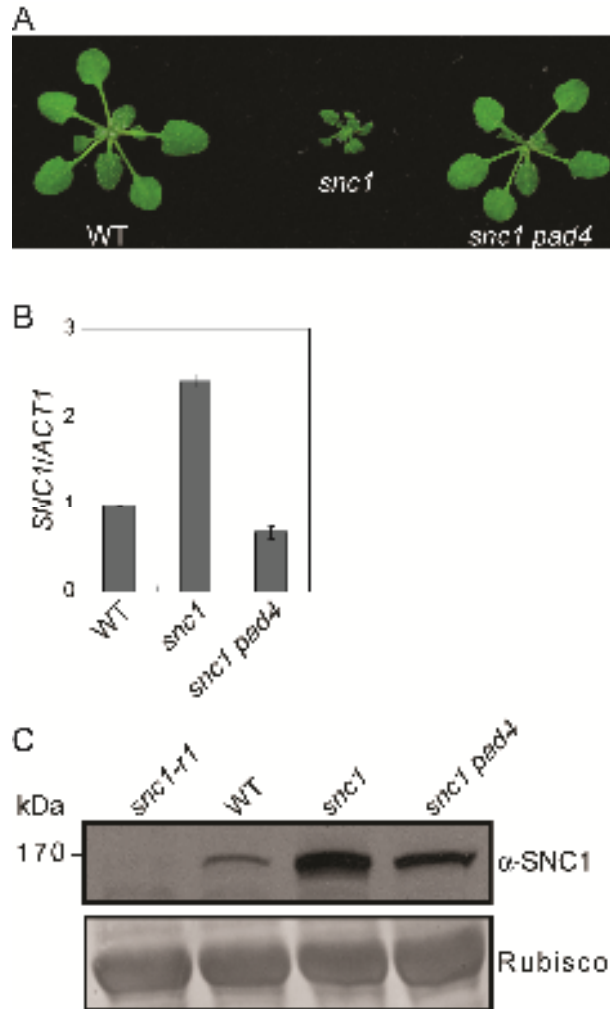 A
WT
snc1
snc1 pad4
B
SNC1/ACT1
3
2
1
0
WT
snc1
snc1 pad4
C
snc1-r1
WT
snc1
snc1 pad4
kDa
170
α-SNC1
Rubisco